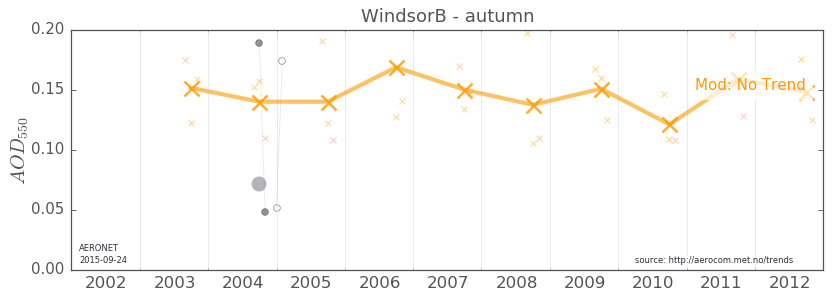 WindsorB - autumn
0.20
0.15
0.10
0.05
0.00
AOD550
Mod: No Trend
AERONET
2015-09-24
source: http://aerocom.met.no/trends
2002 2003 2004 2005 2006 2007 2008 2009 2010 2011 2012